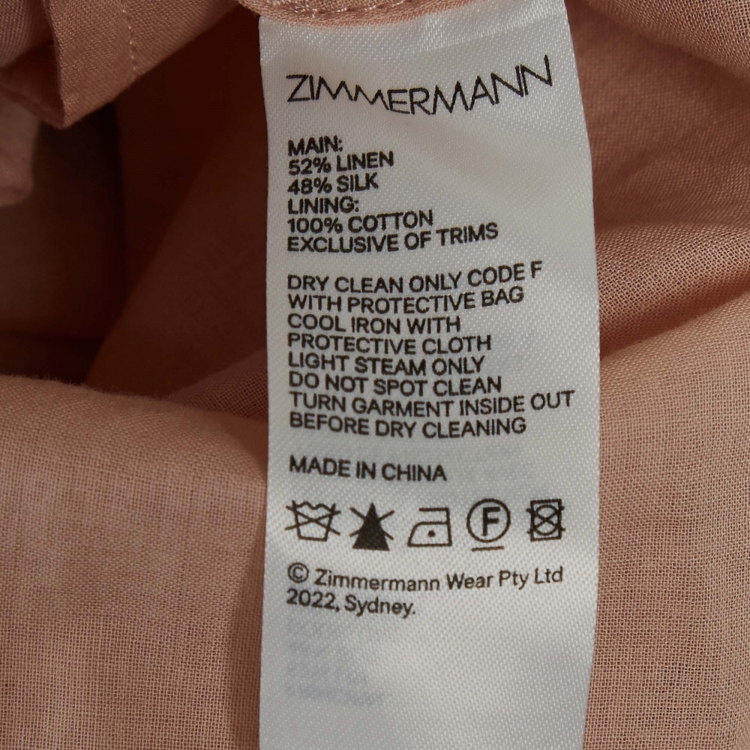 ZIMMERMANN
MAIN:
52% LINEN
48% SILK
LINING:
100% COTTON
EXCLUSIVE OF TRIMS
DRY CLEAN ONLY CODE F
WITH PROTECTIVE BAG
COOL IRON WITH
PROTECTIVE CLOTH
LIGHT STEAM ONLY
DO NOT SPOT CLEAN
TURN GARMENT INSIDE OUT
BEFORE DRY CLEANING
MADE IN CHINA
F
© Zimmermann Wear Pty Ltd
2022, Sydney.